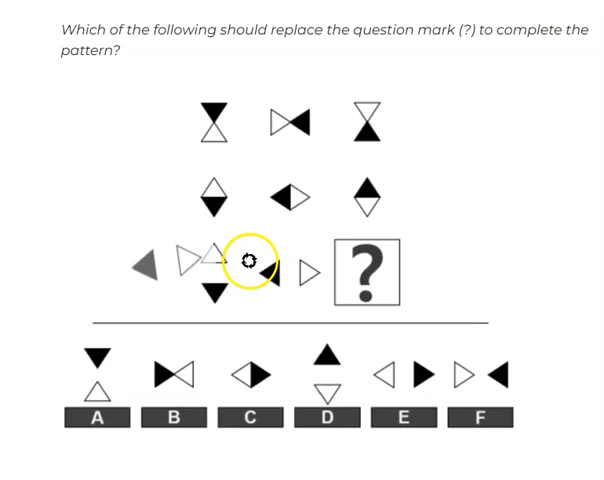 Which of the following should replace the question mark (?) to complete the
pattern?
?
A B C D E F